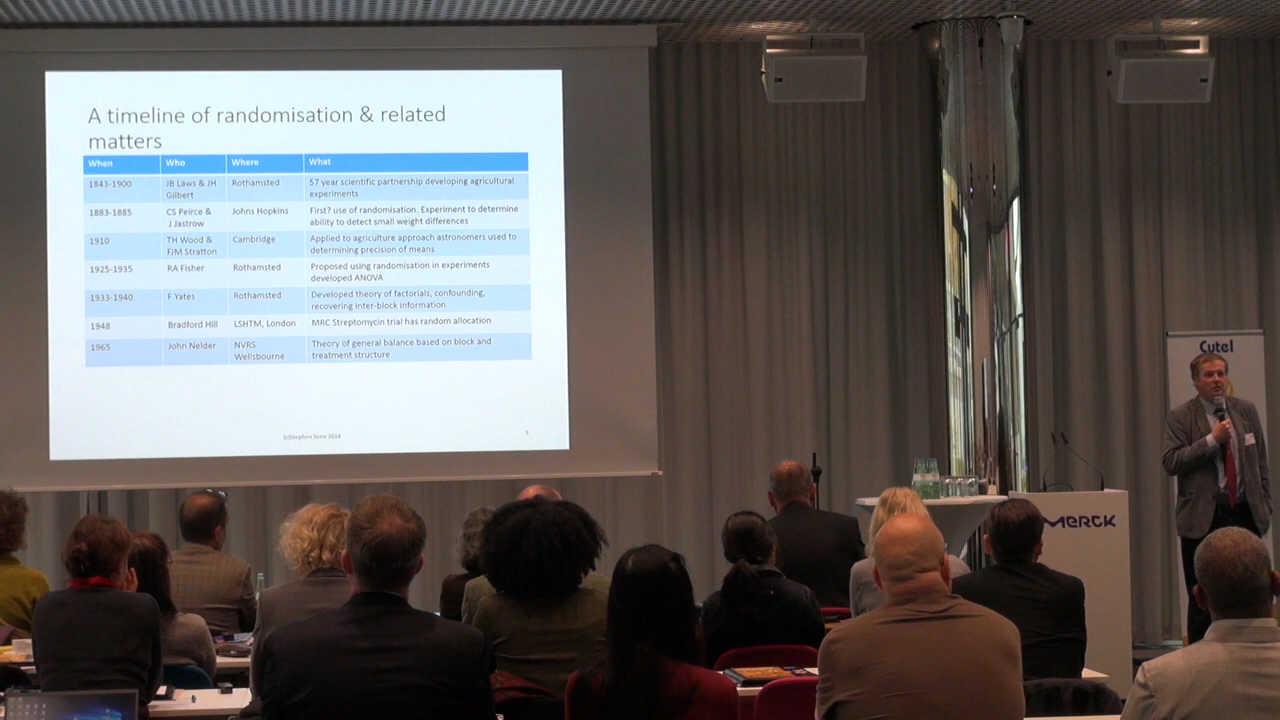 A timeline of randomisation & related
matters
When Who Where What
1843-1900 JB Laws & JH Rothamsted 57 year scientific partnership developing agricultural
Gilbert experiments
1883-1885 CS Peirce & Johns Hopkins First? use of randomisation. Experiment to determine
J Jastrow ability to detect small weight differences
1910 TH Wood & Cambridge Applied to agriculture approach astronomers used to
FJM Stratton determining precision of means
1925-1935 RA Fisher Rothamsted Proposed using randomisation in experiments
developed ANOVA
1933-1940 F Yates Rothamsted Developed theory of factorials, confounding,
recovering inter-block information
1948 Bradford Hill LSHTM, London MRC Streptomycin trial has random allocation
1965 John Nelder NVRS Theory of general balance based on block and
Wellsbourne treatment structure
(c)Stephen Senn 2018 5
Cytel
MERCK